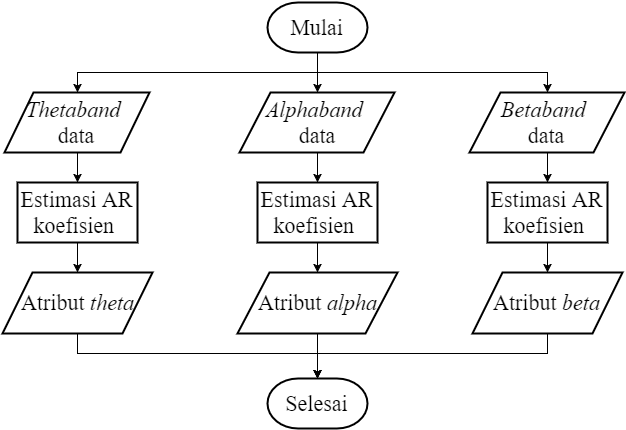 Mulai
Thetaband
data
Alphaband
data
Betaband
data
Estimasi AR
koefisien
Estimasi AR
koefisien
Estimasi AR
koefisien
Atribut theta
Atribut alpha
Atribut beta
Selesai